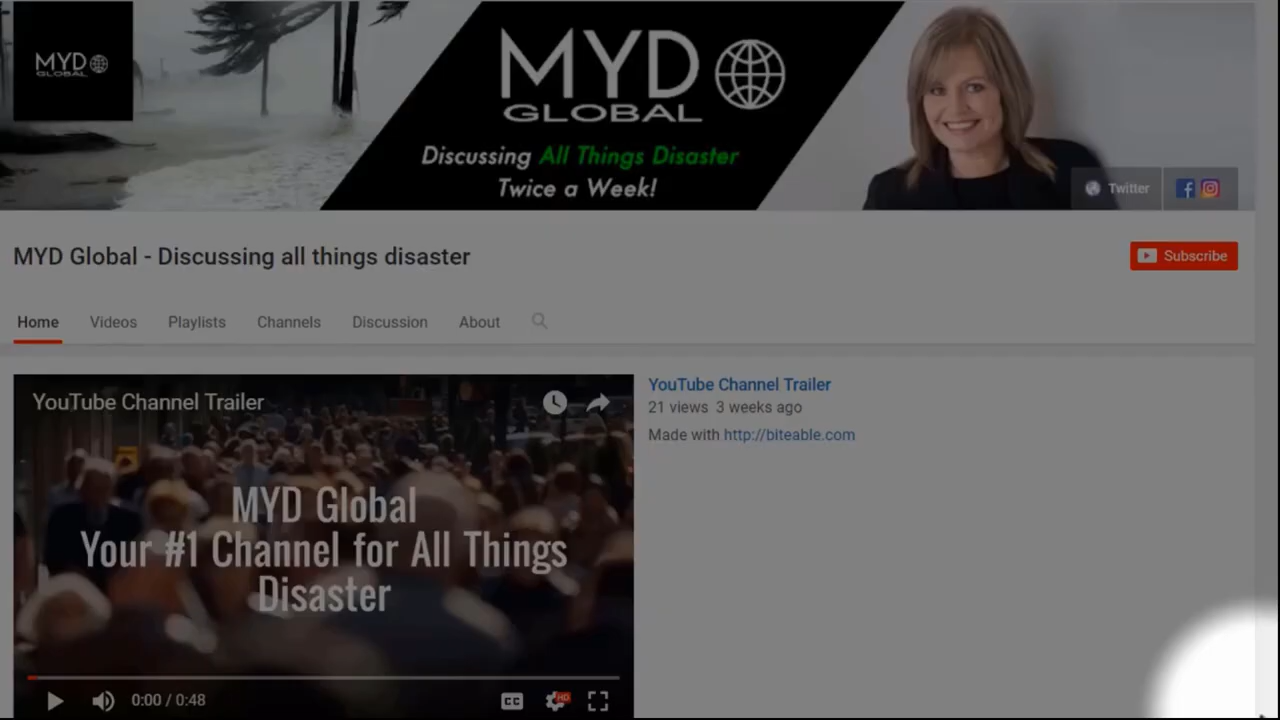 MYD
GLOBAL
MYD
GLOBAL
Discussing All Things Disaster
Twice a Week!
Twitter
MYD Global - Discussing all things disaster
Subscribe
Home Videos Playlists Channels Discussion About
YouTube Channel Trailer
MYD Global
Your #1 Channel for All Things
Disaster
0:00 / 0:48
CC
HD
YouTube Channel Trailer
21 views 3 weeks ago
Made with http://biteable.com